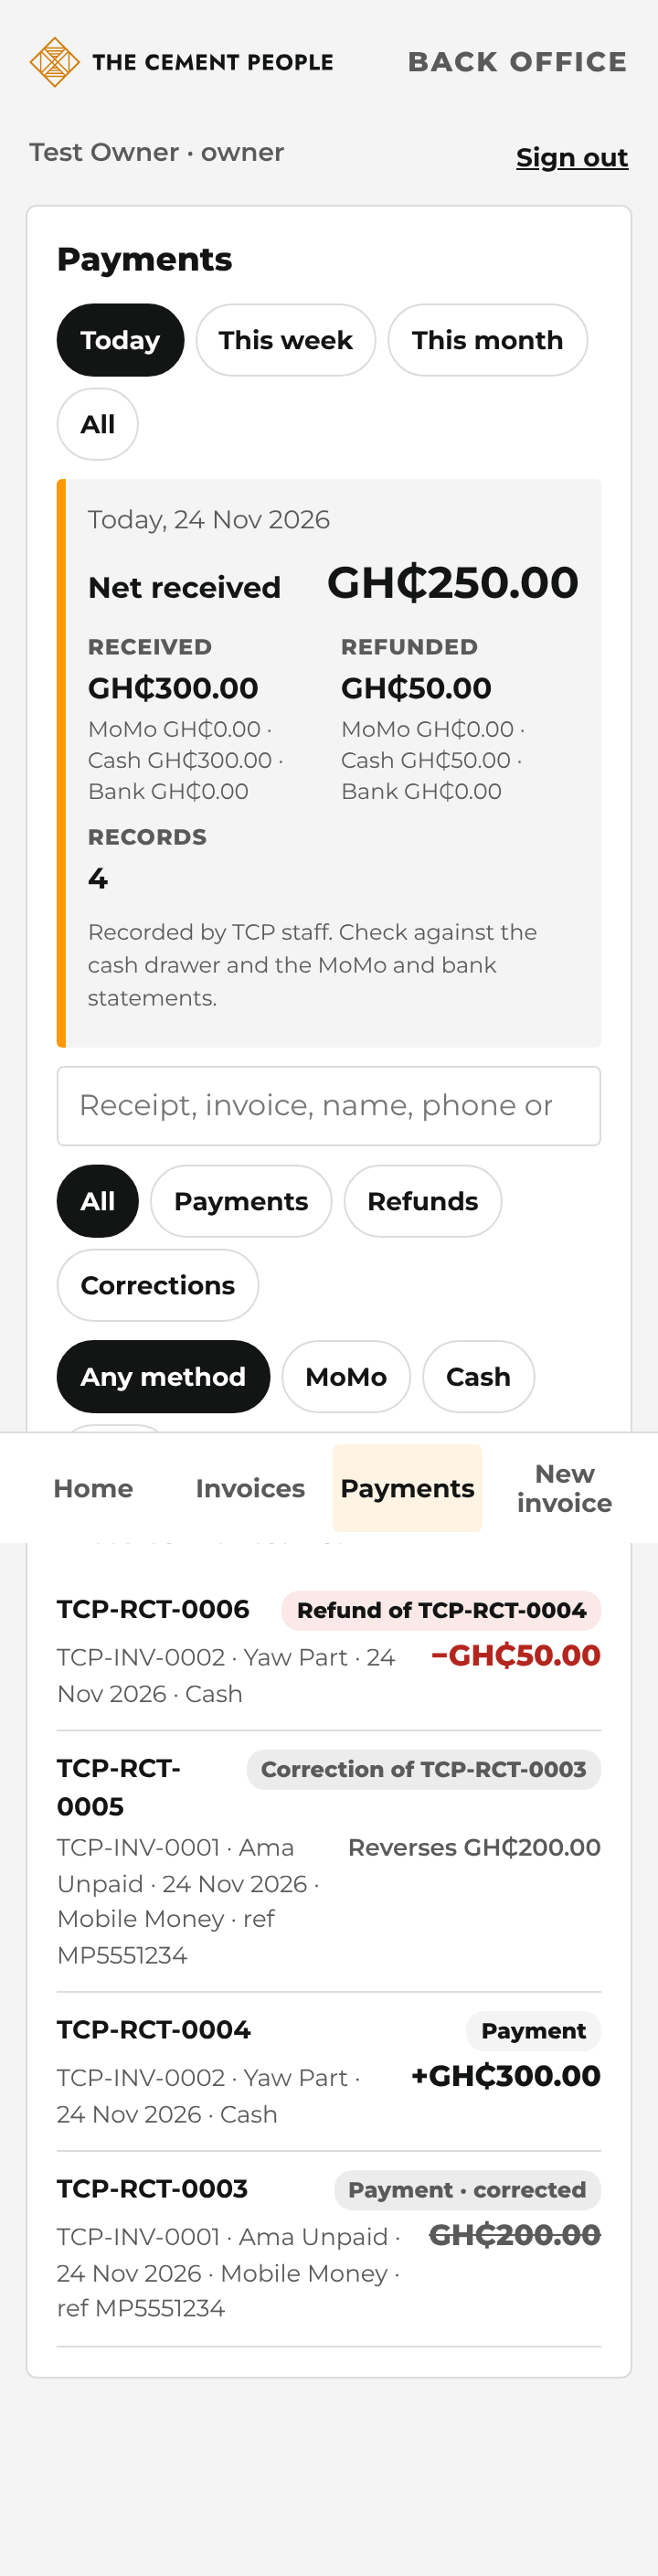 THE CEMENT PEOPLE
BACK OFFICE
Test Owner · owner
Sign out
Payments
Today
This week
This month
All
Today, 24 Nov 2026
Net received
GH₵250.00
RECEIVED
GH₵300.00
MoMo GH₵0.00 ·
Cash GH₵300.00 ·
Bank GH₵0.00
REFUNDED
GH₵50.00
MoMo GH₵0.00 ·
Cash GH₵50.00 ·
Bank GH₵0.00
RECORDS
4
Recorded by TCP staff. Check against the
cash drawer and the MoMo and bank
statements.
Receipt, invoice, name, phone or
All
Payments
Refunds
Corrections
Any method
MoMo
Cash
Home
Invoices
Payments
New
invoice
TCP-RCT-0006
Refund of TCP-RCT-0004
TCP-INV-0002 · Yaw Part · 24
Nov 2026 · Cash
−GH₵50.00
TCP-RCT-
0005
Correction of TCP-RCT-0003
TCP-INV-0001 · Ama
Unpaid · 24 Nov 2026 ·
Mobile Money · ref
MP5551234
Reverses GH₵200.00
TCP-RCT-0004
Payment
TCP-INV-0002 · Yaw Part ·
24 Nov 2026 · Cash
+GH₵300.00
TCP-RCT-0003
Payment · corrected
TCP-INV-0001 · Ama Unpaid ·
24 Nov 2026 · Mobile Money ·
ref MP5551234
GH₵200.00